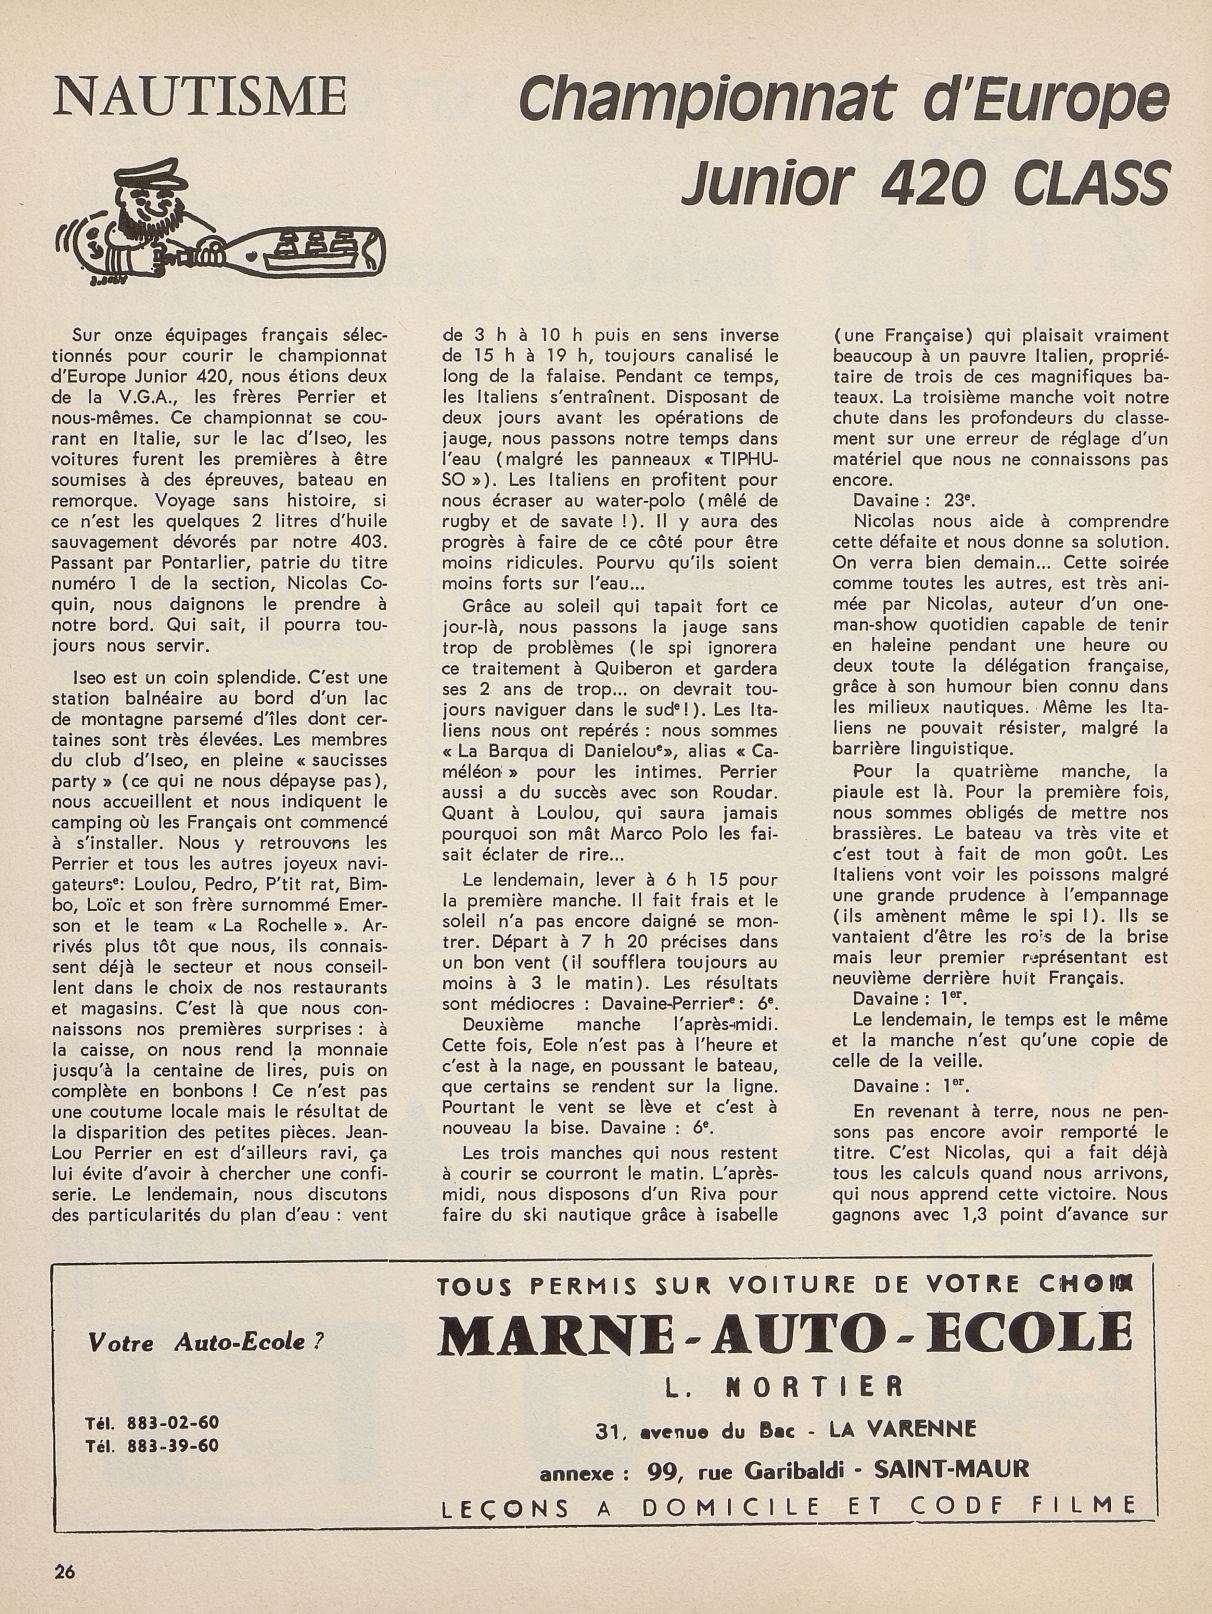 NAUTISME
Championnat d'Europe
Junior 420 CLASS
Sur onze équipages français sélec-
tionnés pour courir le championnat
d'Europe Junior 420, nous étions deux
de la V.G.A., les frères Perrier et
nous-mêmes. Ce championnat se cou-
rant en Italie, sur le lac d'Iseo, les
voitures furent les premières à être
soumises à des épreuves, bateau en
remorque. Voyage sans histoire, si
ce n'est les quelques 2 litres d'huile
sauvagement dévorés par notre 403.
Passant par Pontarlier, patrie du titre
numéro 1 de la section, Nicolas Co-
quin, nous daignons le prendre à
notre bord. Qui sait, il pourra tou-
jours nous servir.
Iseo est un coin splendide. C'est une
station balnéaire au bord d'un lac
de montagne parsemé d'îles dont cer-
taines sont très élevées. Les membres
du club d'Iseo, en pleine « saucisses
party » (ce qui ne nous dépayse pas),
nous accueillent et nous indiquent le
camping où les Français ont commencé
à s'installer. Nous y retrouvons les
Perrier et tous les autres joyeux navi-
gateursᵉ: Loulou, Pedro, P'tit rat, Bim-
bo, Loïc et son frère surnommé Emer-
son et le team « La Rochelle ». Ar-
rivés plus tôt que nous, ils connais-
sent déjà le secteur et nous conseil-
lent dans le choix de nos restaurants
et magasins. C'est là que nous con-
naissons nos premières surprises : à
la caisse, on nous rend la monnaie
jusqu'à la centaine de lires, puis on
complète en bonbons ! Ce n'est pas
une coutume locale mais le résultat de
la disparition des petites pièces. Jean-
Lou Perrier en est d'ailleurs ravi, ça
lui évite d'avoir à chercher une confi-
serie. Le lendemain, nous discutons
des particularités du plan d'eau : vent
de 3 h à 10 h puis en sens inverse
de 15 h à 19 h, toujours canalisé le
long de la falaise. Pendant ce temps,
les Italiens s'entraînent. Disposant de
deux jours avant les opérations de
jauge, nous passons notre temps dans
l'eau (malgré les panneaux « TIPHU-
SO »). Les Italiens en profitent pour
nous écraser au water-polo (mêlé de
rugby et de savate !). Il y aura des
progrès à faire de ce côté pour être
moins ridicules. Pourvu qu'ils soient
moins forts sur l'eau...
Grâce au soleil qui tapait fort ce
jour-là, nous passons la jauge sans
trop de problèmes (le spi ignorera
ce traitement à Quiberon et gardera
ses 2 ans de trop... on devrait tou-
jours naviguer dans le sudᵉ!). Les Ita-
liens nous ont repérés : nous sommes
« La Barqua di Danielouᵉ», alias « Ca-
méléon » pour les intimes. Perrier
aussi a du succès avec son Roudar.
Quant à Loulou, qui saura jamais
pourquoi son mât Marco Polo les fai-
sait éclater de rire...
Le lendemain, lever à 6 h 15 pour
la première manche. Il fait frais et le
soleil n'a pas encore daigné se mon-
trer. Départ à 7 h 20 précises dans
un bon vent (il soufflera toujours au
moins à 3 le matin). Les résultats
sont médiocres : Davaine-Perrierᵉ: 6ᵉ.
Deuxième manche l'après-midi.
Cette fois, Eole n'est pas à l'heure et
c'est à la nage, en poussant le bateau,
que certains se rendent sur la ligne.
Pourtant le vent se lève et c'est à
nouveau la bise. Davaine : 6ᵉ.
Les trois manches qui nous restent
à courir se courront le matin. L'après-
midi, nous disposons d'un Riva pour
faire du ski nautique grâce à isabelle
(une Française) qui plaisait vraiment
beaucoup à un pauvre Italien, proprié-
taire de trois de ces magnifiques ba-
teaux. La troisième manche voit notre
chute dans les profondeurs du classe-
ment sur une erreur de réglage d'un
matériel que nous ne connaissons pas
encore.
Davaine : 23ᵉ.
Nicolas nous aide à comprendre
cette défaite et nous donne sa solution.
On verra bien demain... Cette soirée
comme toutes les autres, est très ani-
mée par Nicolas, auteur d'un one-
man-show quotidien capable de tenir
en haleine pendant une heure ou
deux toute la délégation française,
grâce à son humour bien connu dans
les milieux nautiques. Même les Ita-
liens ne pouvait résister, malgré la
barrière linguistique.
Pour la quatrième manche, la
piaule est là. Pour la première fois,
nous sommes obligés de mettre nos
brassières. Le bateau va très vite et
c'est tout à fait de mon goût. Les
Italiens vont voir les poissons malgré
une grande prudence à l'empannage
(ils amènent même le spi !). Ils se
vantaient d'être les rois de la brise
mais leur premier représentant est
neuvième derrière huit Français.
Davaine : 1ᵉʳ.
Le lendemain, le temps est le même
et la manche n'est qu'une copie de
celle de la veille.
Davaine : 1ᵉʳ.
En revenant à terre, nous ne pen-
sons pas encore avoir remporté le
titre. C'est Nicolas, qui a fait déjà
tous les calculs quand nous arrivons,
qui nous apprend cette victoire. Nous
gagnons avec 1,3 point d'avance sur
Votre Auto-Ecole ?
Tél. 883-02-60
Tél. 883-39-60
TOUS PERMIS SUR VOITURE DE VOTRE CHOIX
MARNE-AUTO-ECOLE
L. NORTIER
31, avenue du Bac - LA VARENNE
annexe : 99, rue Garibaldi - SAINT-MAUR
LEÇONS A DOMICILE ET CODE FILME
26